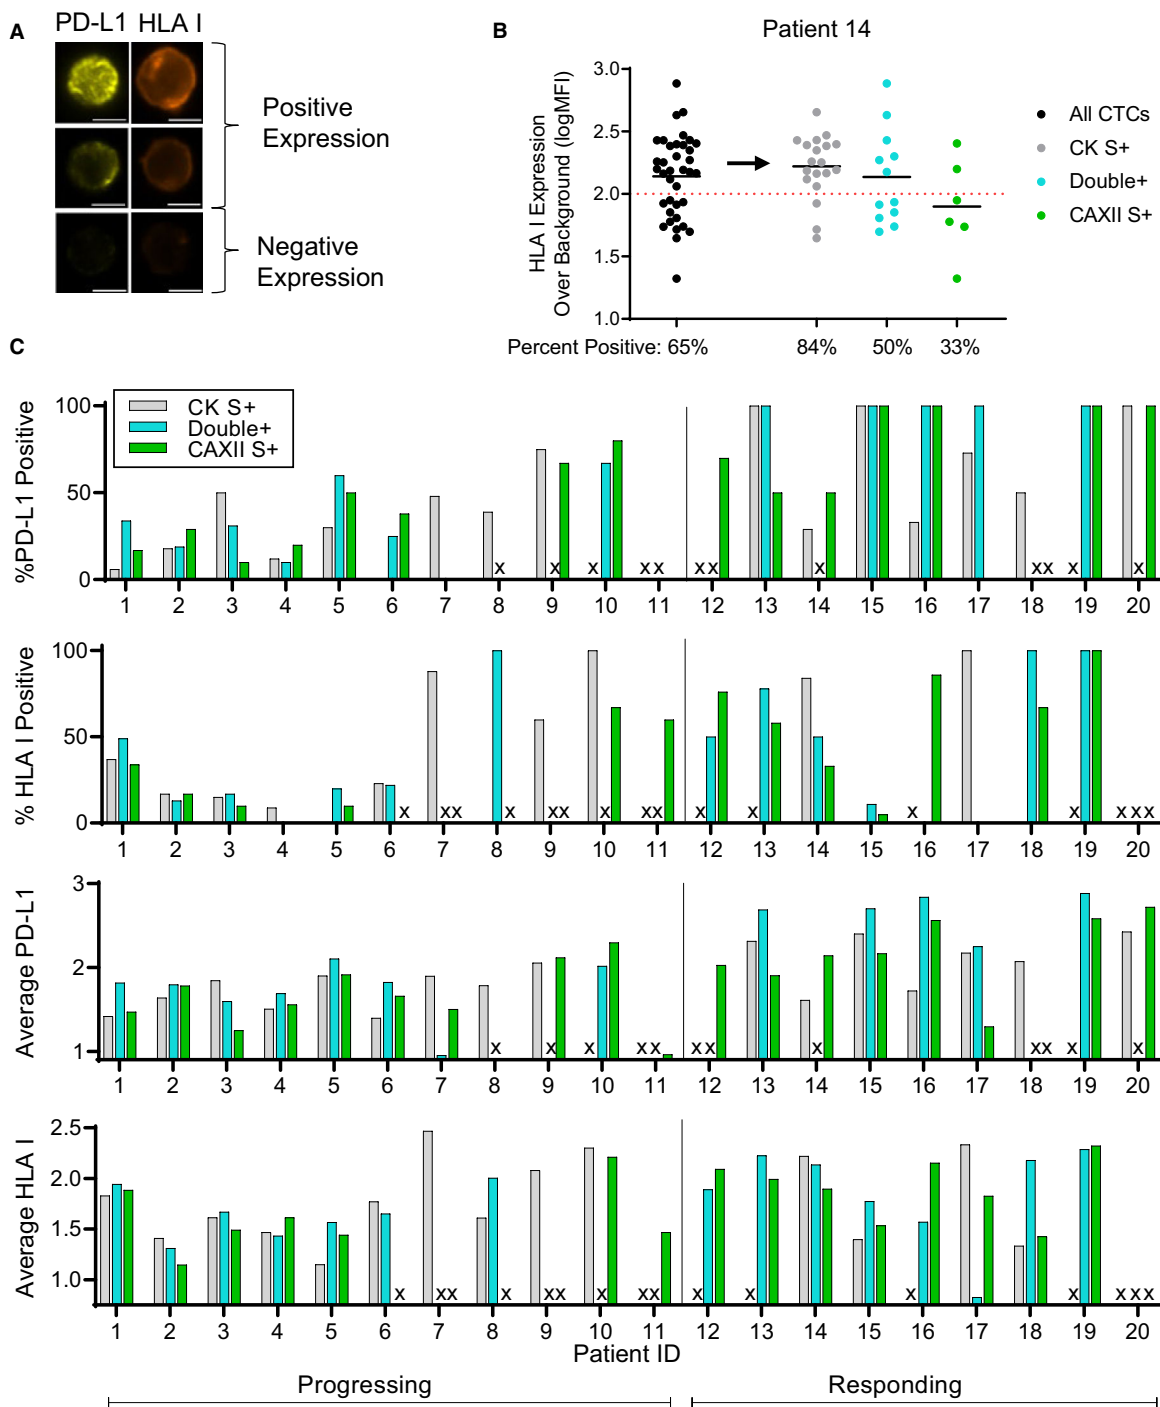 A
PD-L1 HLA I
Positive
Expression
Negative
Expression
B
Patient 14
HLA I Expression
Over Background (logMFI)
3.0
2.5
2.0
1.5
1.0
All CTCs
CK S+
Double+
CAXII S+
Percent Positive: 65% 84% 50% 33%
C
%PD-L1 Positive
100
50
0
CK S+
Double+
CAXII S+
x x x x x x x x x x x x
1 2 3 4 5 6 7 8 9 10 11 12 13 14 15 16 17 18 19 20
% HLA I Positive
100
50
0
x x x x x x x x x x x x x x x x
1 2 3 4 5 6 7 8 9 10 11 12 13 14 15 16 17 18 19 20
Average PD-L1
3
2
1
x x x x x x x x x x x x
1 2 3 4 5 6 7 8 9 10 11 12 13 14 15 16 17 18 19 20
Average HLA I
2.5
2.0
1.5
1.0
x x x x x x x x x x x x x x x x
1 2 3 4 5 6 7 8 9 10 11 12 13 14 15 16 17 18 19 20
Patient ID
Progressing Responding